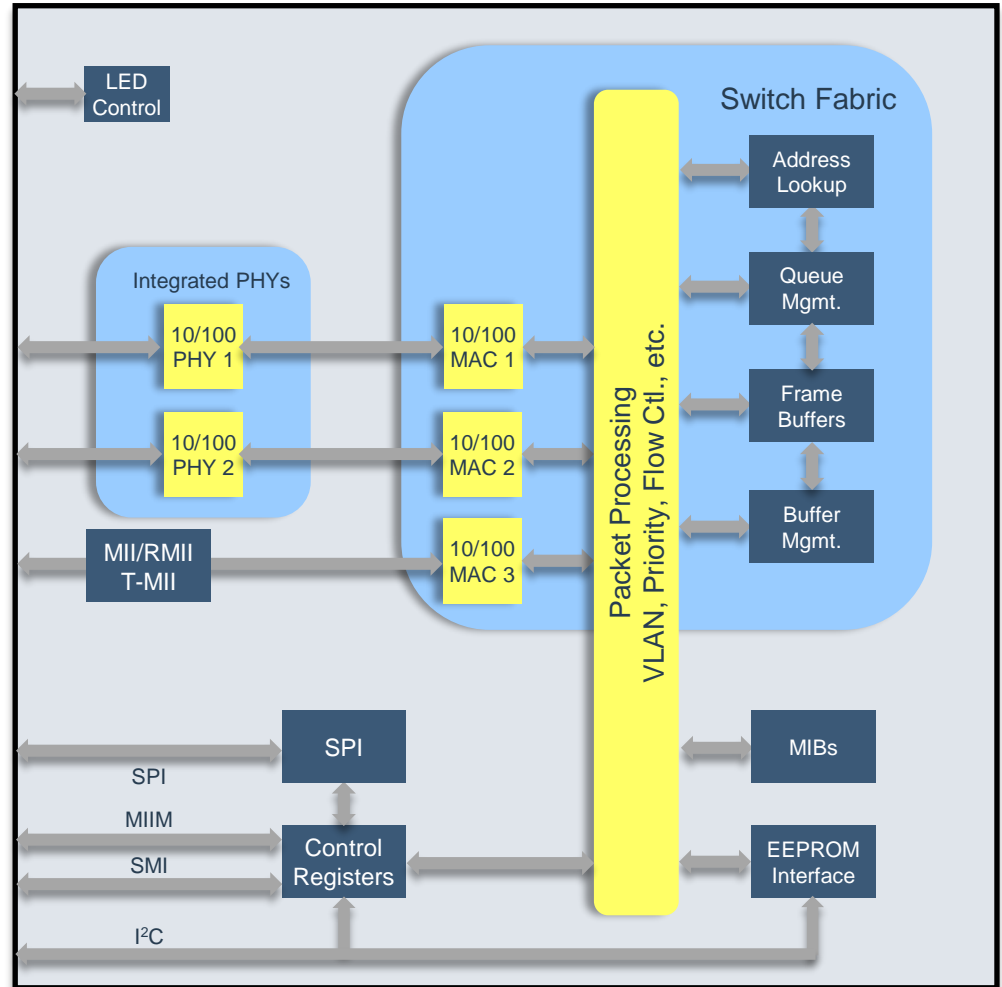 LED
Control
Switch Fabric
Address
Lookup
Integrated PHYs
Queue
Mgmt.
10/100
PHY 1
10/100
MAC 1
Packet Processing
VLAN, Priority, Flow Ctl., etc.
Frame
Buffers
10/100
PHY 2
10/100
MAC 2
Buffer
Mgmt.
MII/RMII
T-MII
10/100
MAC 3
SPI
MIBs
SPI
MIIM
Control
Registers
SMI
EEPROM
Interface
I²C